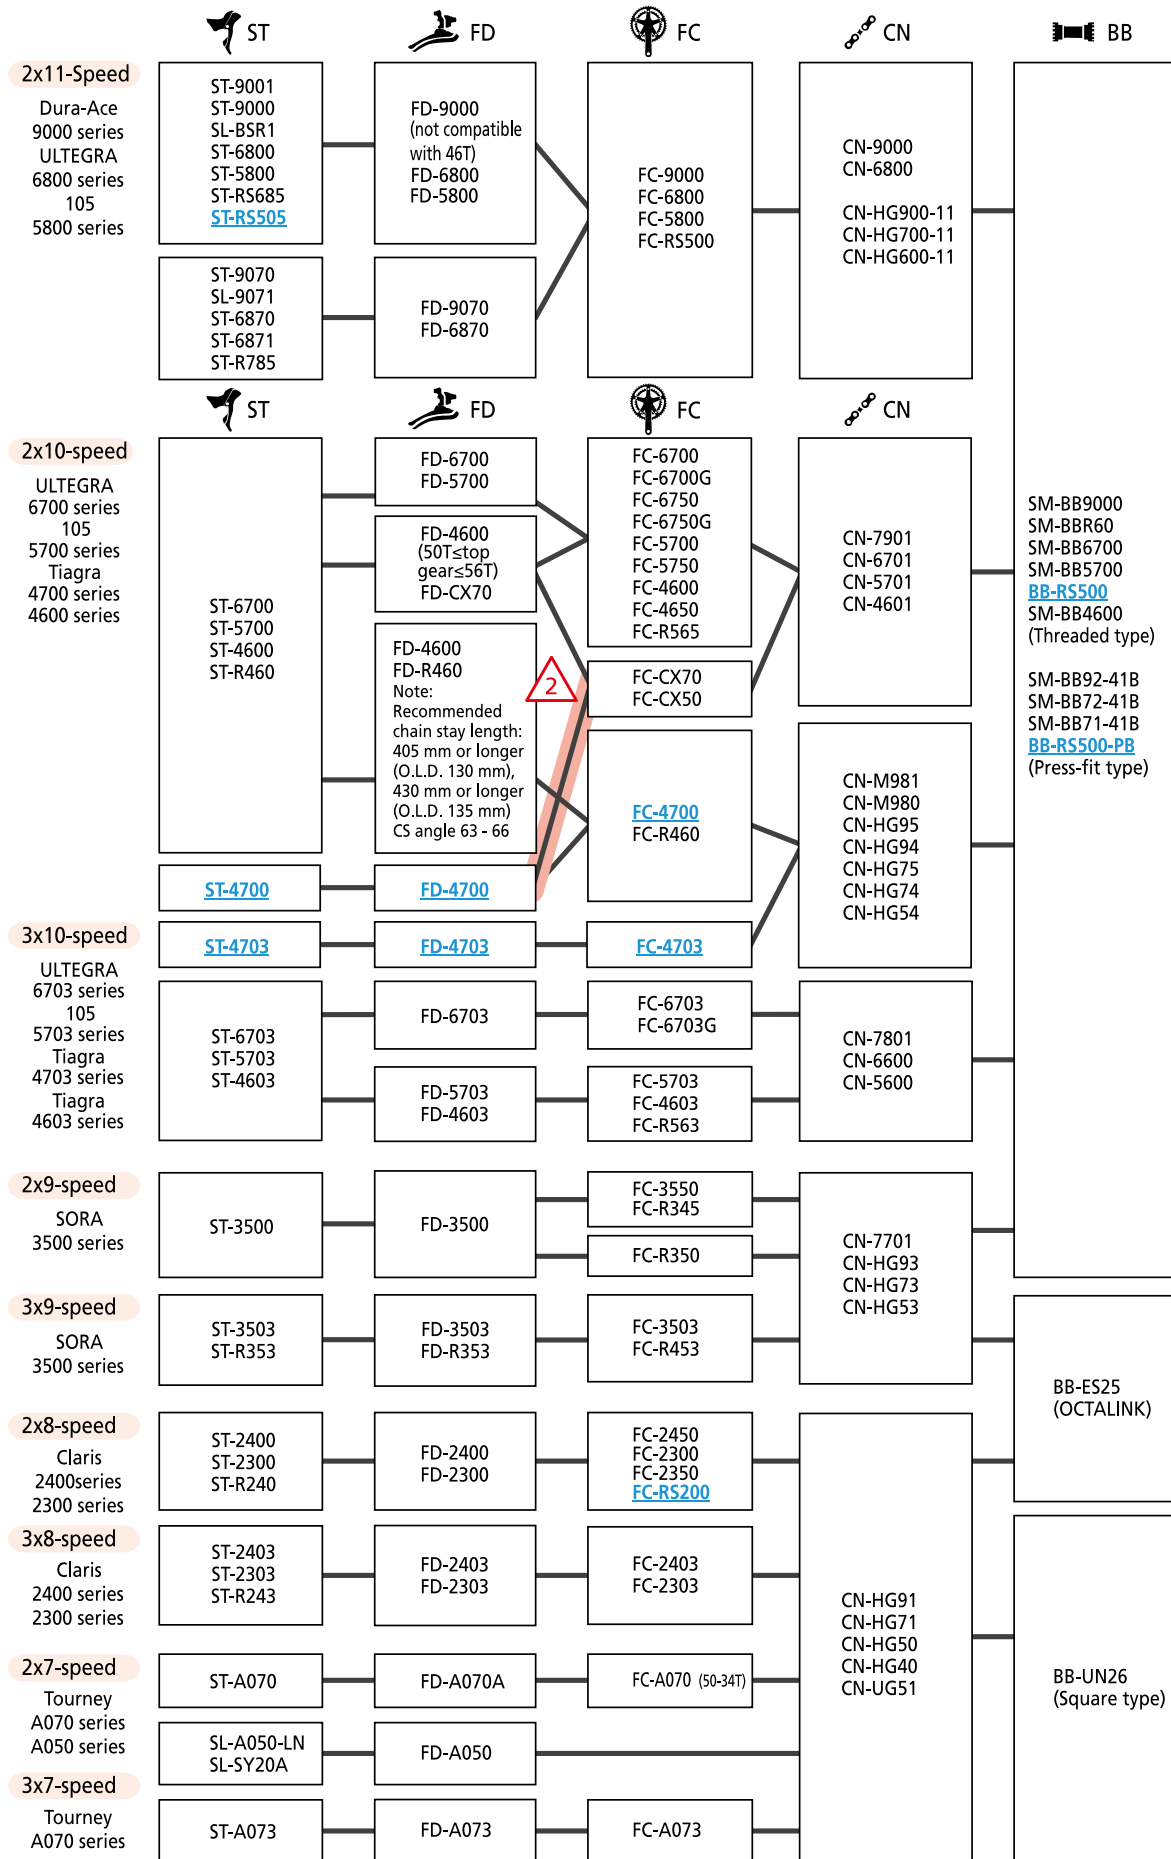 ST
FD
FC
CN
BB
2x11-Speed
Dura-Ace
9000 series
ULTEGRA
6800 series
105
5800 series
ST-9001
ST-9000
SL-BSR1
ST-6800
ST-5800
ST-RS685
ST-RS505
FD-9000
(not compatible
with 46T)
FD-6800
FD-5800
ST-9070
SL-9071
ST-6870
ST-6871
ST-R785
FD-9070
FD-6870
FC-9000
FC-6800
FC-5800
FC-RS500
CN-9000
CN-6800
CN-HG900-11
CN-HG700-11
CN-HG600-11
ST
FD
FC
CN
2x10-speed
ULTEGRA
6700 series
105
5700 series
Tiagra
4700 series
4600 series
ST-6700
ST-5700
ST-4600
ST-R460
FD-6700
FD-5700
FD-4600
(50T≤top
gear≤56T)
FD-CX70
FD-4600
FD-R460
Note:
Recommended
chain stay length:
405 mm or longer
(O.L.D. 130 mm),
430 mm or longer
(O.L.D. 135 mm)
CS angle 63 - 66
2
FC-6700
FC-6700G
FC-6750
FC-6750G
FC-5700
FC-5750
FC-4600
FC-4650
FC-R565
FC-CX70
FC-CX50
FC-4700
FC-R460
CN-7901
CN-6701
CN-5701
CN-4601
CN-M981
CN-M980
CN-HG95
CN-HG94
CN-HG75
CN-HG74
CN-HG54
SM-BB9000
SM-BBR60
SM-BB6700
SM-BB5700
BB-RS500
SM-BB4600
(Threaded type)
SM-BB92-41B
SM-BB72-41B
SM-BB71-41B
BB-RS500-PB
(Press-fit type)
ST-4700
FD-4700
3x10-speed
ULTEGRA
6703 series
105
5703 series
Tiagra
4703 series
Tiagra
4603 series
ST-4703
FD-4703
FC-4703
ST-6703
ST-5703
ST-4603
FD-6703
FC-6703
FC-6703G
FD-5703
FD-4603
FC-5703
FC-4603
FC-R563
CN-7801
CN-6600
CN-5600
2x9-speed
SORA
3500 series
ST-3500
FD-3500
FC-3550
FC-R345
FC-R350
CN-7701
CN-HG93
CN-HG73
CN-HG53
3x9-speed
SORA
3500 series
ST-3503
ST-R353
FD-3503
FD-R353
FC-3503
FC-R453
BB-ES25
(OCTALINK)
2x8-speed
Claris
2400series
2300 series
ST-2400
ST-2300
ST-R240
FD-2400
FD-2300
FC-2450
FC-2300
FC-2350
FC-RS200
3x8-speed
Claris
2400 series
2300 series
ST-2403
ST-2303
ST-R243
FD-2403
FD-2303
FC-2403
FC-2303
CN-HG91
CN-HG71
CN-HG50
CN-HG40
CN-UG51
BB-UN26
(Square type)
2x7-speed
Tourney
A070 series
A050 series
ST-A070
FD-A070A
FC-A070 (50-34T)
SL-A050-LN
SL-SY20A
FD-A050
3x7-speed
Tourney
A070 series
ST-A073
FD-A073
FC-A073